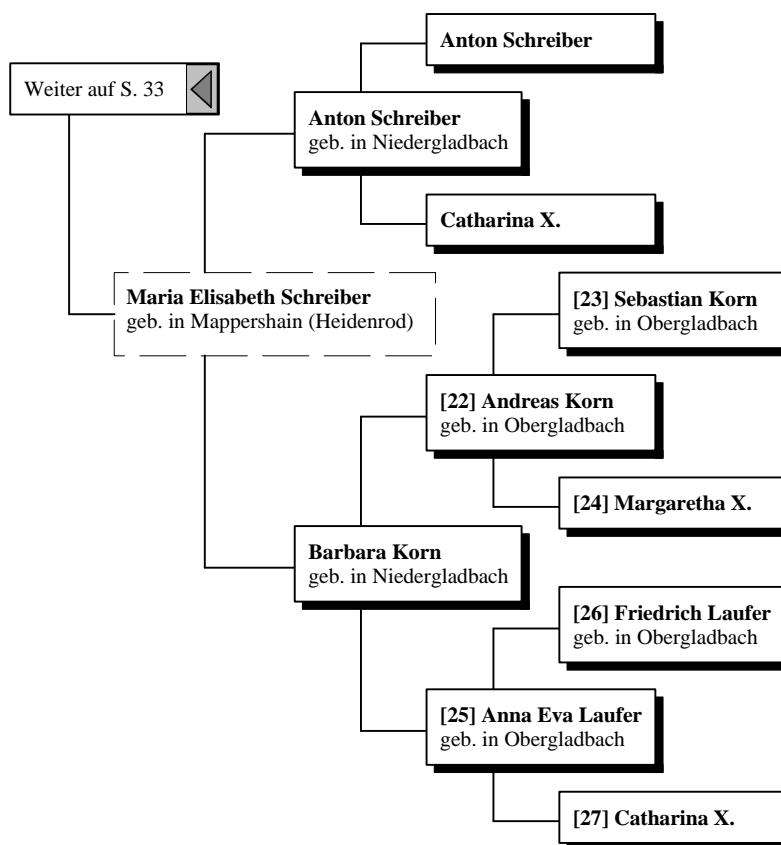 Anton Schreiber
Weiter auf S. 33
Anton Schreiber
geb. in Niedergladbach
Catharina X.
Maria Elisabeth Schreiber
geb. in Mappershain (Heidenrod)
[23] Sebastian Korn
geb. in Obergladbach
[22] Andreas Korn
geb. in Obergladbach
[24] Margaretha X.
Barbara Korn
geb. in Niedergladbach
[26] Friedrich Laufer
geb. in Obergladbach
[25] Anna Eva Laufer
geb. in Obergladbach
[27] Catharina X.